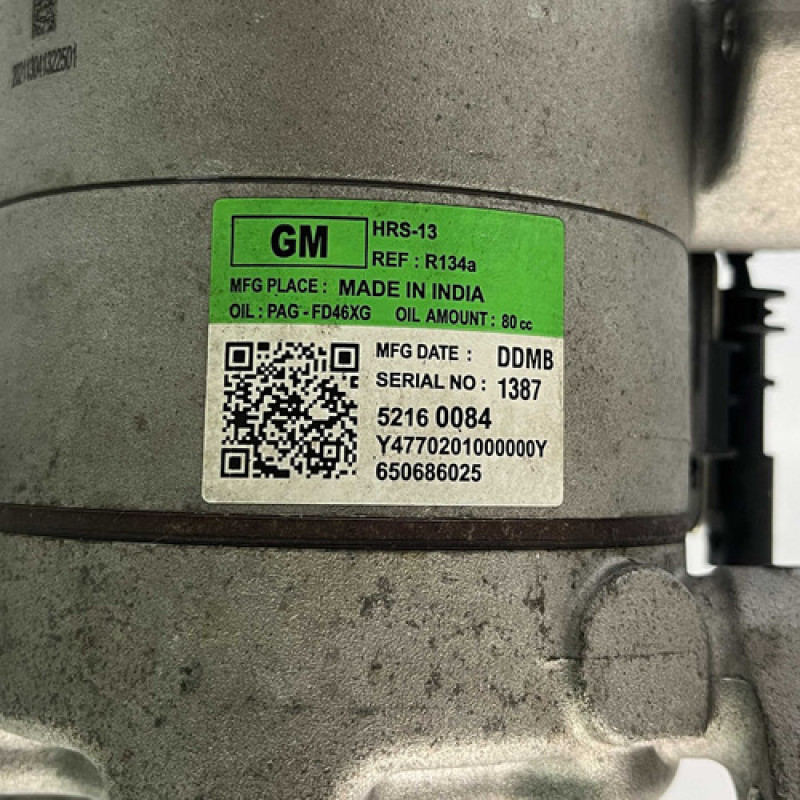 202113041322501
GM
HRS-13
REF : R134a
MFG PLACE : MADE IN INDIA
OIL : PAG - FD46XG OIL AMOUNT : 80 cc
MFG DATE : DDMB
SERIAL NO : 1387
5216 0084
Y4770201000000Y
650686025